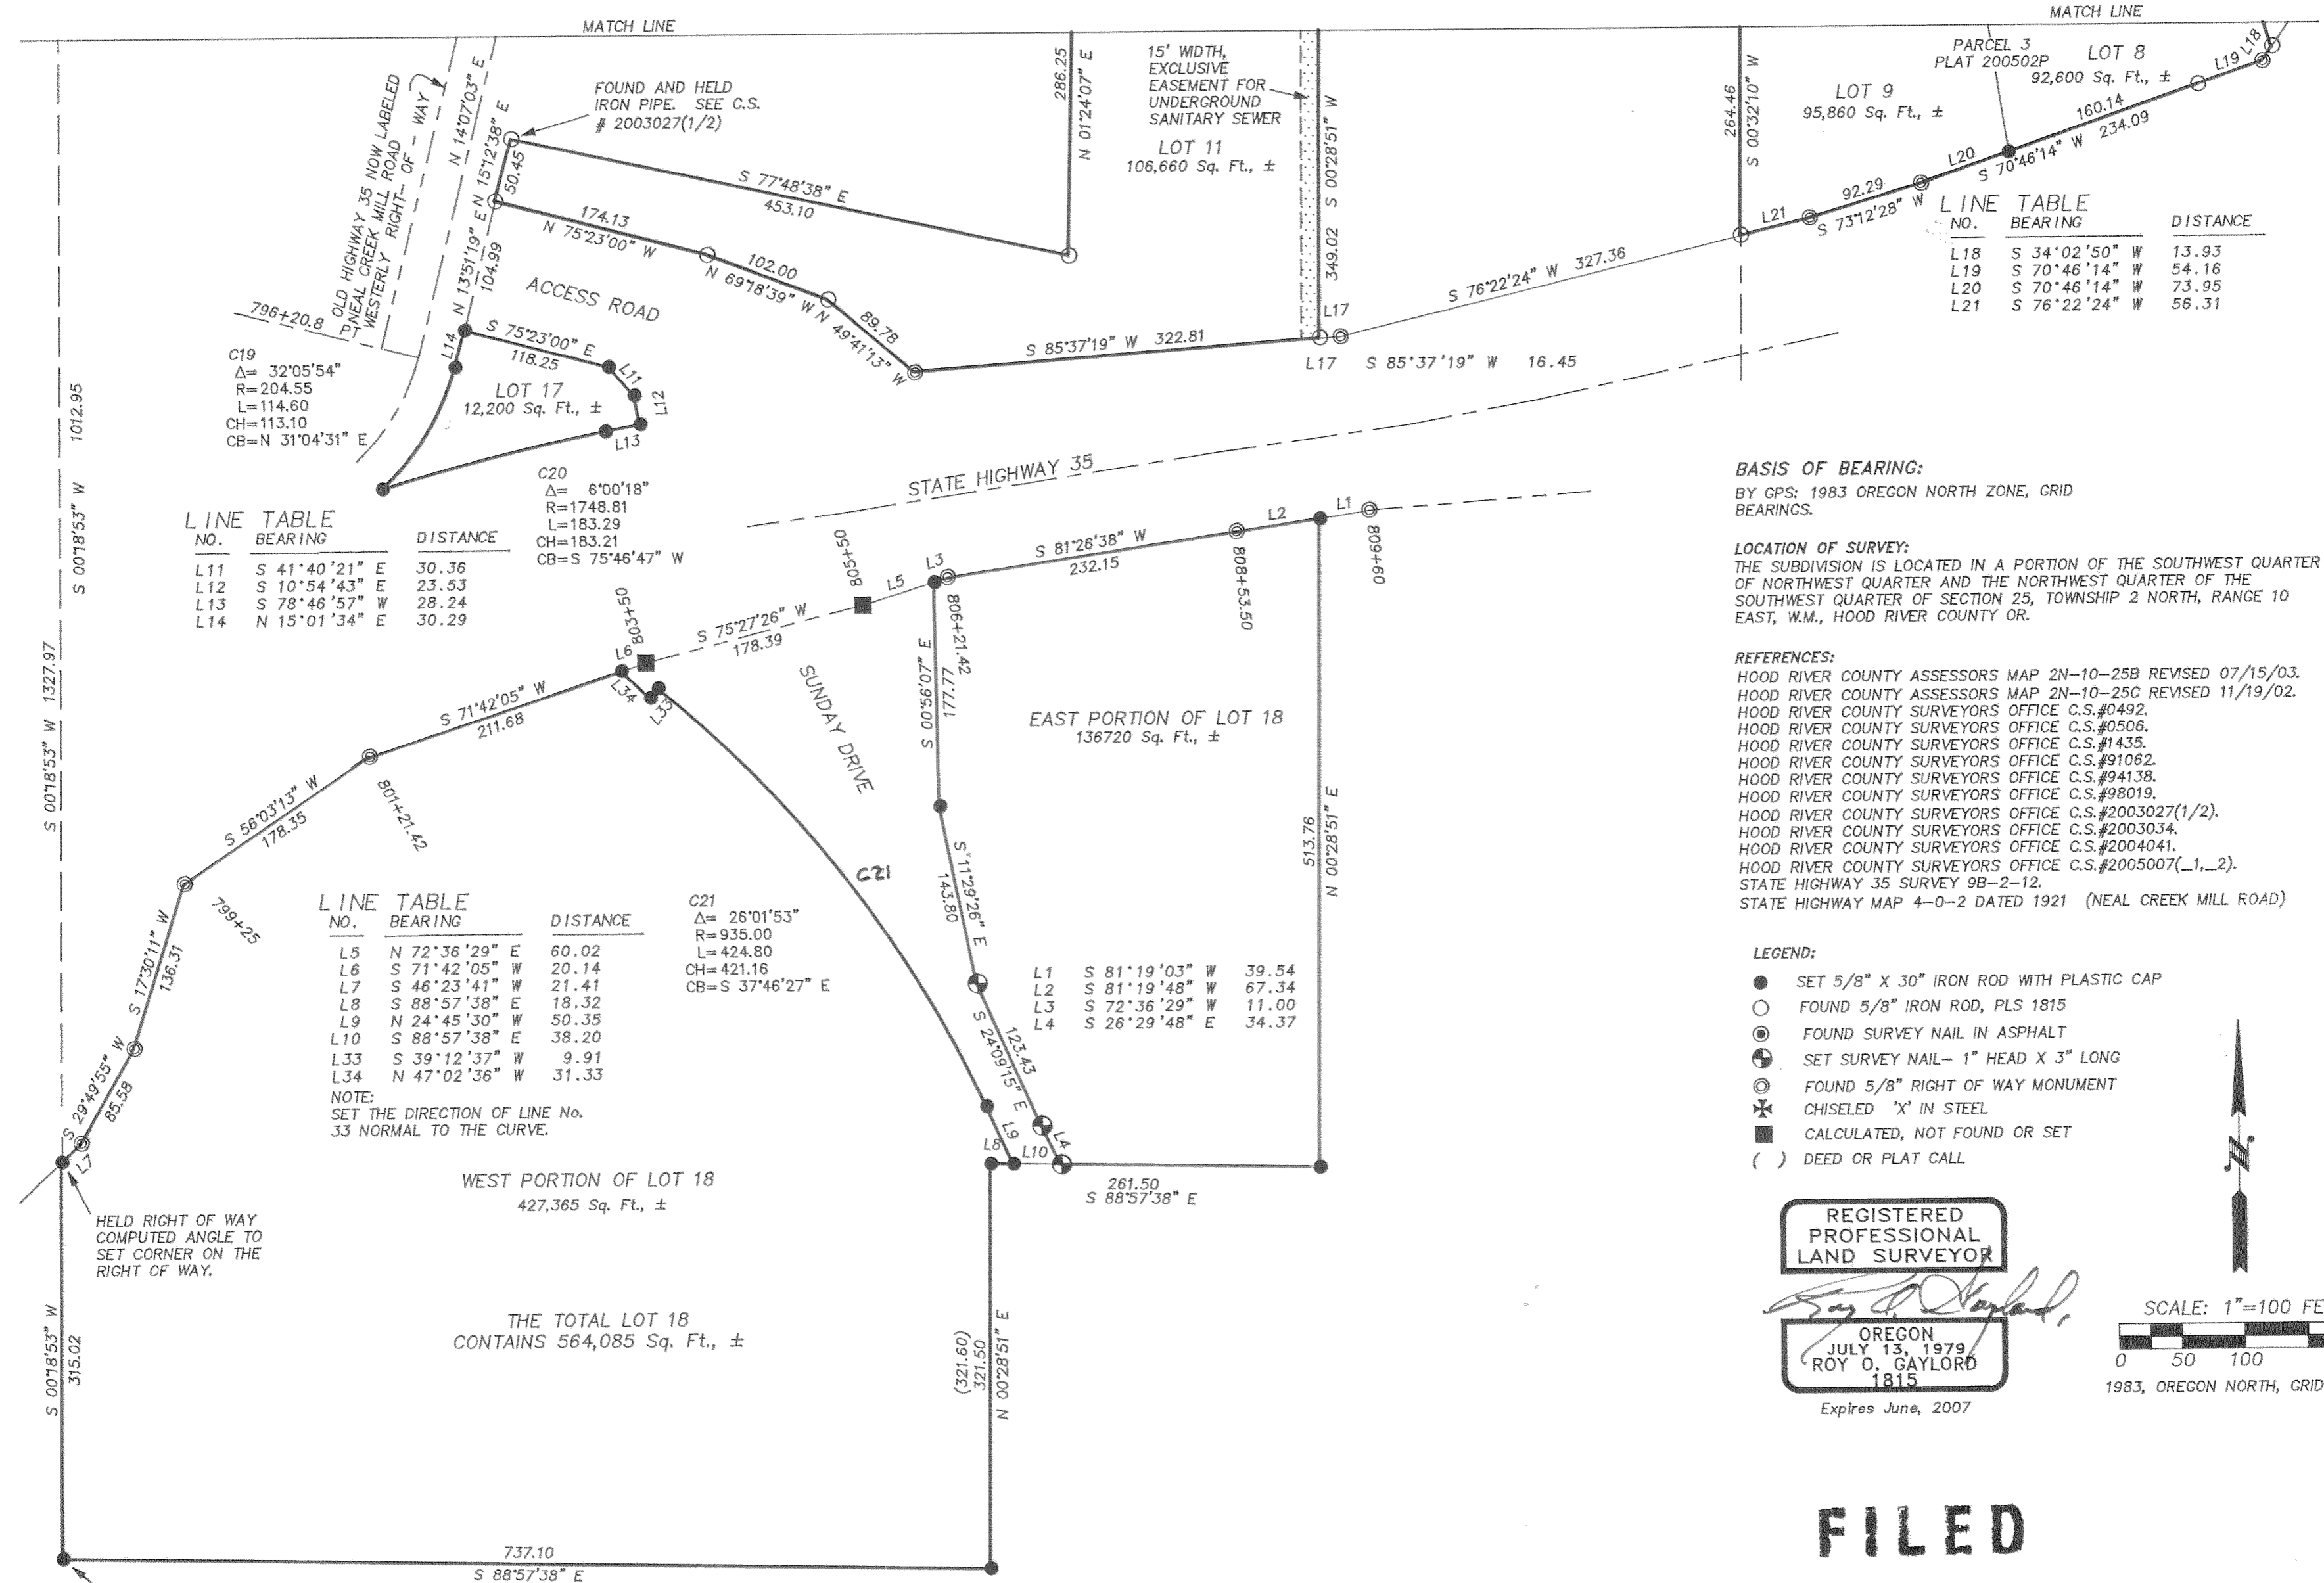 MATCH LINE
MATCH LINE
S 00°18'53" W 1012.95
S 00°18'53" W 1327.97
OLD HIGHWAY 35 NOW LABELED
NEAL CREEK MILL ROAD
WESTERLY RIGHT- OF - WAY
N 14°07'03" E
N 15°12'38" E
50.45
FOUND AND HELD
IRON PIPE. SEE C.S.
# 2003027(1/2)
S 77°48'38" E
453.10
286.25
N 01°24'07" E
15' WIDTH,
EXCLUSIVE
EASEMENT FOR
UNDERGROUND
SANITARY SEWER
LOT 11
106,660 Sq. Ft., ±
349.02 S 00°28'51" W
264.46
S 00°32'10" W
PARCEL 3
PLAT 200502P
LOT 8
92,600 Sq. Ft., ±
LOT 9
95,860 Sq. Ft., ±
L18
L19
160.14
S 70°46'14" W 234.09
L20
92.29
S 73°12'28" W
L21
LINE TABLE
NO. BEARING DISTANCE
L18 S 34°02'50" W 13.93
L19 S 70°46'14" W 54.16
L20 S 70°46'14" W 73.95
L21 S 76°22'24" W 56.31
174.13
N 75°23'00" W
102.00
N 69°18'39" W
89.78
N 49°41'13" W
S 85°37'19" W 322.81
L17
S 76°22'24" W 327.36
L17 S 85°37'19" W 16.45
N 13°51'19" E
104.99
ACCESS ROAD
796+20.8
C19
Δ= 32°05'54"
R=204.55
L=114.60
CH=113.10
CB=N 31°04'31" E
L14
S 75°23'00" E
118.25
L11
L12
L13
LOT 17
12,200 Sq. Ft., ±
C20
Δ= 6°00'18"
R=1748.81
L=183.29
CH=183.21
CB=S 75°46'47" W
LINE TABLE
NO. BEARING DISTANCE
L11 S 41°40'21" E 30.36
L12 S 10°54'43" E 23.53
L13 S 78°46'57" W 28.24
L14 N 15°01'34" E 30.29
STATE HIGHWAY 35
L1
L2
809+60
808+53.50
S 81°26'38" W
232.15
L3
806+21.42
L5
805+50
S 75°27'26" W
178.39
803+50
L6
L34
L33
S 71°42'05" W
211.68
801+21.42
S 56°03'13" W
178.35
799+25
S 17°30'11" W
136.31
S 29°49'55" W
85.58
L7
SUNDAY DRIVE
S 00°56'07" E
177.77
EAST PORTION OF LOT 18
136720 Sq. Ft., ±
513.76
N 00°28'51" E
C21
S 11°29'26" E
143.80
123.43
S 24°09'15" E
L4
L9
L8
L10
261.50
S 88°57'38" E
LINE TABLE
NO. BEARING DISTANCE
L5 N 72°36'29" E 60.02
L6 S 71°42'05" W 20.14
L7 S 46°23'41" W 21.41
L8 S 88°57'38" E 18.32
L9 N 24°45'30" W 50.35
L10 S 88°57'38" E 38.20
L33 S 39°12'37" W 9.91
L34 N 47°02'36" W 31.33
NOTE:
SET THE DIRECTION OF LINE No.
33 NORMAL TO THE CURVE.
C21
Δ= 26°01'53"
R=935.00
L=424.80
CH=421.16
CB=S 37°46'27" E
L1 S 81°19'03" W 39.54
L2 S 81°19'48" W 67.34
L3 S 72°36'29" W 11.00
L4 S 26°29'48" E 34.37
WEST PORTION OF LOT 18
427,365 Sq. Ft., ±
HELD RIGHT OF WAY
COMPUTED ANGLE TO
SET CORNER ON THE
RIGHT OF WAY.
THE TOTAL LOT 18
CONTAINS 564,085 Sq. Ft., ±
S 00°18'53" W
315.02
(321.60)
321.50
N 00°28'51" E
737.10
S 88°57'38" E
BASIS OF BEARING:
BY GPS: 1983 OREGON NORTH ZONE, GRID
BEARINGS.
LOCATION OF SURVEY:
THE SUBDIVISION IS LOCATED IN A PORTION OF THE SOUTHWEST QUARTER
OF NORTHWEST QUARTER AND THE NORTHWEST QUARTER OF THE
SOUTHWEST QUARTER OF SECTION 25, TOWNSHIP 2 NORTH, RANGE 10
EAST, W.M., HOOD RIVER COUNTY OR.
REFERENCES:
HOOD RIVER COUNTY ASSESSORS MAP 2N-10-25B REVISED 07/15/03.
HOOD RIVER COUNTY ASSESSORS MAP 2N-10-25C REVISED 11/19/02.
HOOD RIVER COUNTY SURVEYORS OFFICE C.S.#0492.
HOOD RIVER COUNTY SURVEYORS OFFICE C.S.#0506.
HOOD RIVER COUNTY SURVEYORS OFFICE C.S.#1435.
HOOD RIVER COUNTY SURVEYORS OFFICE C.S.#91062.
HOOD RIVER COUNTY SURVEYORS OFFICE C.S.#94138.
HOOD RIVER COUNTY SURVEYORS OFFICE C.S.#98019.
HOOD RIVER COUNTY SURVEYORS OFFICE C.S.#2003027(1/2).
HOOD RIVER COUNTY SURVEYORS OFFICE C.S.#2003034.
HOOD RIVER COUNTY SURVEYORS OFFICE C.S.#2004041.
HOOD RIVER COUNTY SURVEYORS OFFICE C.S.#2005007(_1,_2).
STATE HIGHWAY 35 SURVEY 9B-2-12.
STATE HIGHWAY MAP 4-0-2 DATED 1921 (NEAL CREEK MILL ROAD)
LEGEND:
SET 5/8" X 30" IRON ROD WITH PLASTIC CAP
FOUND 5/8" IRON ROD, PLS 1815
FOUND SURVEY NAIL IN ASPHALT
SET SURVEY NAIL- 1" HEAD X 3" LONG
FOUND 5/8" RIGHT OF WAY MONUMENT
CHISELED 'X' IN STEEL
CALCULATED, NOT FOUND OR SET
( ) DEED OR PLAT CALL
REGISTERED
PROFESSIONAL
LAND SURVEYOR
Roy O. Gaylord
OREGON
JULY 13, 1979
ROY O. GAYLORD
1815
Expires June, 2007
N
SCALE: 1"=100 FE
0 50 100
1983, OREGON NORTH, GRID
FILED